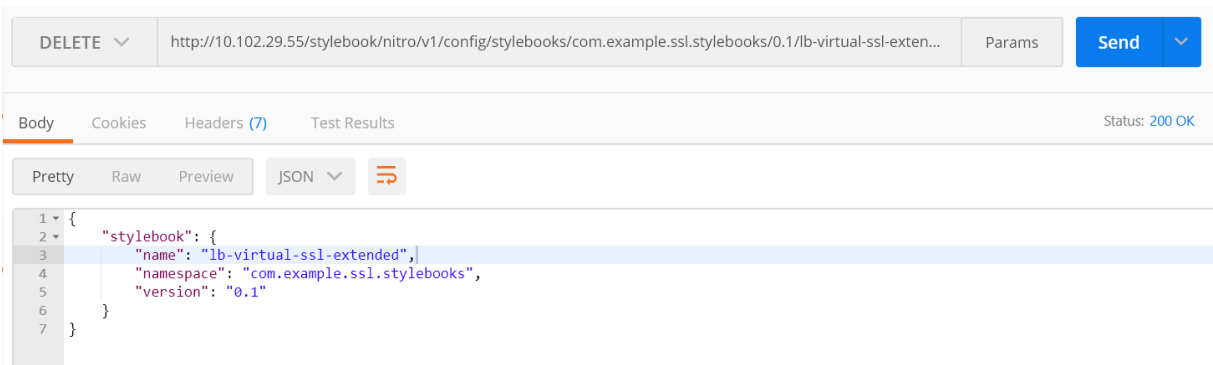 DELETE http://10.102.29.55/stylebook/nitro/v1/config/stylebooks/com.example.ssl.stylebooks/0.1/lb-virtual-ssl-exten... Params Send
Body Cookies Headers (7) Test Results Status: 200 OK
Pretty Raw Preview JSON
1 {
2 "stylebook": {
3 "name": "lb-virtual-ssl-extended",
4 "namespace": "com.example.ssl.stylebooks",
5 "version": "0.1"
6 }
7 }